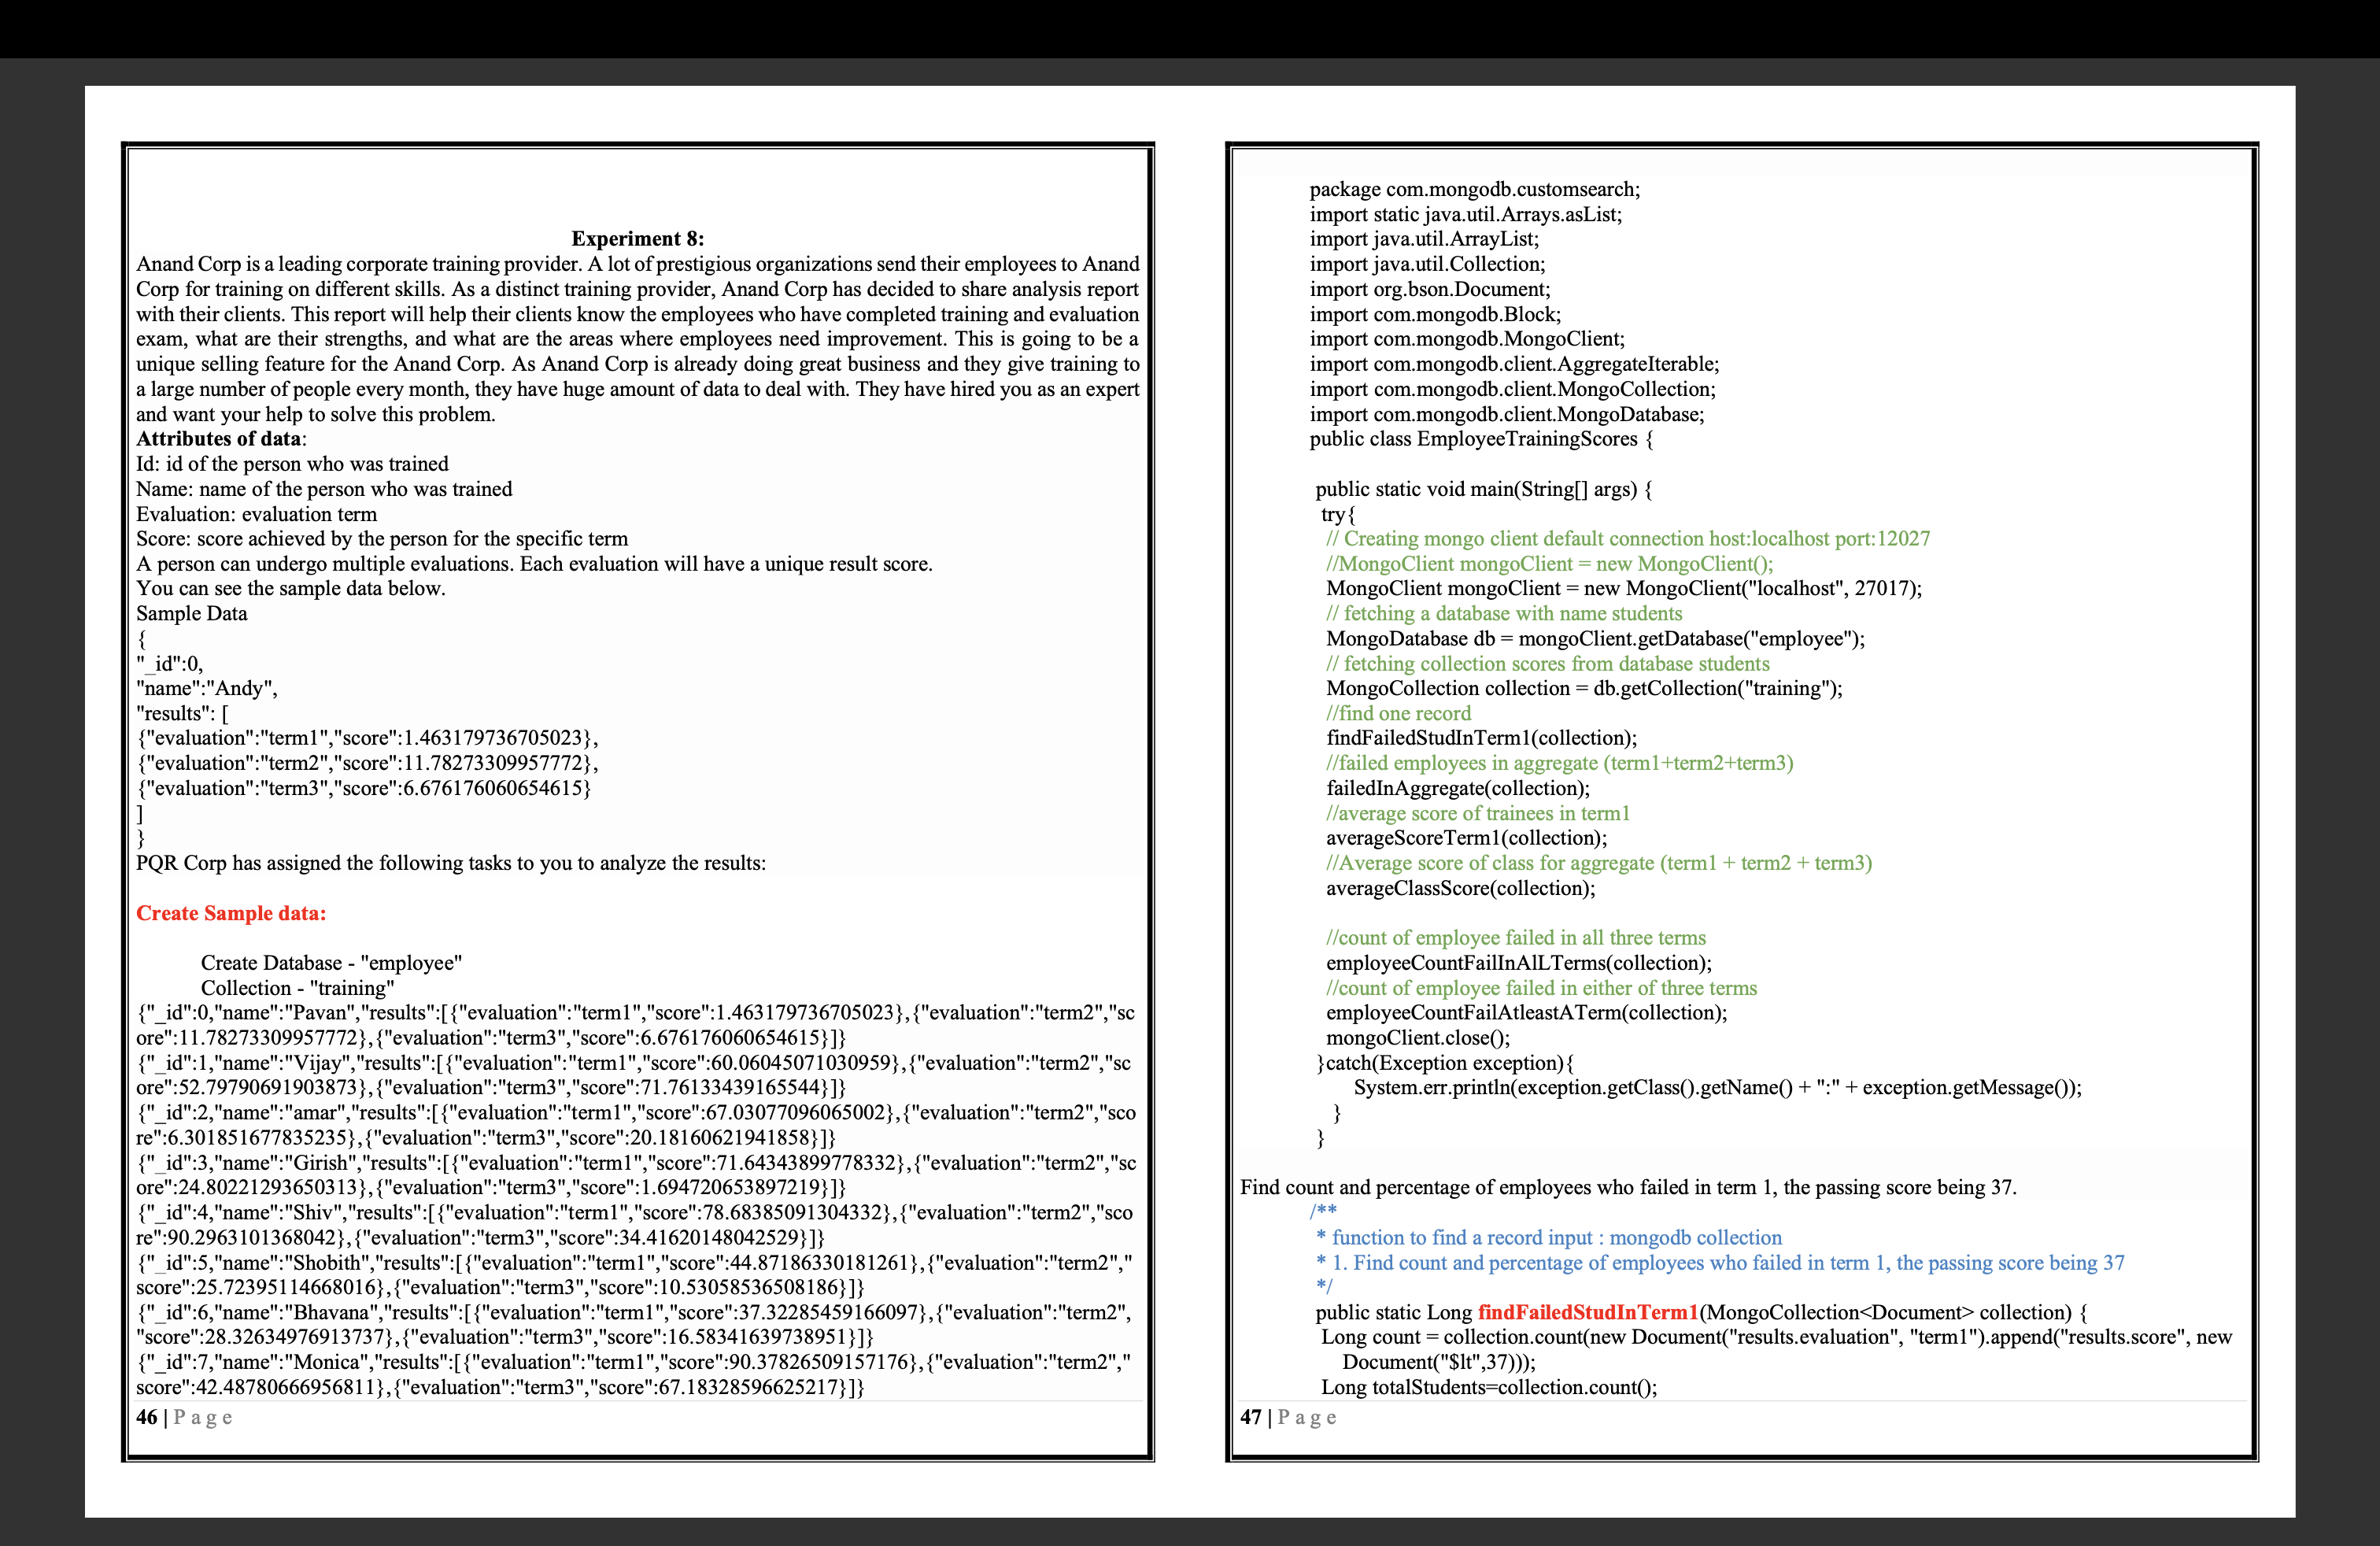 Experiment 8:
Anand Corp is a leading corporate training provider. A lot of prestigious organizations send their employees to Anand
Corp for training on different skills. As a distinct training provider, Anand Corp has decided to share analysis report
with their clients. This report will help their clients know the employees who have completed training and evaluation
exam, what are their strengths, and what are the areas where employees need improvement. This is going to be a
unique selling feature for the Anand Corp. As Anand Corp is already doing great business and they give training to
a large number of people every month, they have huge amount of data to deal with. They have hired you as an expert
and want your help to solve this problem.
Attributes of data:
Id: id of the person who was trained
Name: name of the person who was trained
Evaluation: evaluation term
Score: score achieved by the person for the specific term
A person can undergo multiple evaluations. Each evaluation will have a unique result score.
You can see the sample data below.
Sample Data
{
"_id":0,
"name":"Andy",
"results": [
{"evaluation":"term1","score":1.463179736705023},
{"evaluation":"term2","score":11.78273309957772},
{"evaluation":"term3","score":6.676176060654615}
]
}
PQR Corp has assigned the following tasks to you to analyze the results:
Create Sample data:
Create Database - "employee"
Collection - "training"
{"_id":0,"name":"Pavan","results":[{"evaluation":"term1","score":1.463179736705023},{"evaluation":"term2","sc
ore":11.78273309957772},{"evaluation":"term3","score":6.676176060654615}]}
{"_id":1,"name":"Vijay","results":[{"evaluation":"term1","score":60.06045071030959},{"evaluation":"term2","sc
ore":52.79790691903873},{"evaluation":"term3","score":71.76133439165544}]}
{"_id":2,"name":"amar","results":[{"evaluation":"term1","score":67.03077096065002},{"evaluation":"term2","sco
re":6.301851677835235},{"evaluation":"term3","score":20.18160621941858}]}
{"_id":3,"name":"Girish","results":[{"evaluation":"term1","score":71.64343899778332},{"evaluation":"term2","sc
ore":24.80221293650313},{"evaluation":"term3","score":1.694720653897219}]}
{"_id":4,"name":"Shiv","results":[{"evaluation":"term1","score":78.68385091304332},{"evaluation":"term2","sco
re":90.2963101368042},{"evaluation":"term3","score":34.41620148042529}]}
{"_id":5,"name":"Shobith","results":[{"evaluation":"term1","score":44.87186330181261},{"evaluation":"term2","
score":25.72395114668016},{"evaluation":"term3","score":10.53058536508186}]}
{"_id":6,"name":"Bhavana","results":[{"evaluation":"term1","score":37.32285459166097},{"evaluation":"term2",
"score":28.32634976913737},{"evaluation":"term3","score":16.58341639738951}]}
{"_id":7,"name":"Monica","results":[{"evaluation":"term1","score":90.37826509157176},{"evaluation":"term2","
score":42.48780666956811},{"evaluation":"term3","score":67.18328596625217}]}
46 | Page
package com.mongodb.customsearch;
import static java.util.Arrays.asList;
import java.util.ArrayList;
import java.util.Collection;
import org.bson.Document;
import com.mongodb.Block;
import com.mongodb.MongoClient;
import com.mongodb.client.AggregateIterable;
import com.mongodb.client.MongoCollection;
import com.mongodb.client.MongoDatabase;
public class EmployeeTrainingScores {
public static void main(String[] args) {
try{
// Creating mongo client default connection host:localhost port:12027
//MongoClient mongoClient = new MongoClient();
MongoClient mongoClient = new MongoClient("localhost", 27017);
// fetching a database with name students
MongoDatabase db = mongoClient.getDatabase("employee");
// fetching collection scores from database students
MongoCollection collection = db.getCollection("training");
//find one record
findFailedStudInTerm1(collection);
//failed employees in aggregate (term1+term2+term3)
failedInAggregate(collection);
//average score of trainees in term1
averageScoreTerm1(collection);
//Average score of class for aggregate (term1 + term2 + term3)
averageClassScore(collection);
//count of employee failed in all three terms
employeeCountFailInAlLTerms(collection);
//count of employee failed in either of three terms
employeeCountFailAtleastATerm(collection);
mongoClient.close();
}catch(Exception exception){
System.err.println(exception.getClass().getName() + ":" + exception.getMessage());
}
}
Find count and percentage of employees who failed in term 1, the passing score being 37.
/**
* function to find a record input : mongodb collection
* 1. Find count and percentage of employees who failed in term 1, the passing score being 37
*/
public static Long findFailedStudInTerm1(MongoCollection<Document> collection) {
Long count = collection.count(new Document("results.evaluation", "term1").append("results.score", new
Document("$lt",37)));
Long totalStudents=collection.count();
47 | Page